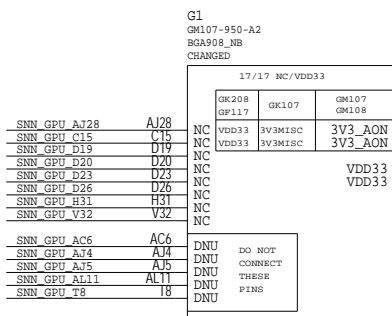 G1
GM107-950-A2
BGA908_NB
CHANGED
17/17 NC/VDD33
GK208 GK107 GM107
GF117 GM108
SNN_GPU_AJ28 AJ28 NC VDD33 3V3MISC 3V3_AON
SNN_GPU_C15 C15 NC VDD33 3V3MISC 3V3_AON
SNN_GPU_D19 D19 NC
SNN_GPU_D20 D20 NC VDD33
SNN_GPU_D23 D23 NC VDD33
SNN_GPU_D26 D26 NC
SNN_GPU_H31 H31 NC
SNN_GPU_V32 V32 NC
SNN_GPU_AC6 AC6 DNU DO NOT
SNN_GPU_AJ4 AJ4 DNU CONNECT
SNN_GPU_AJ5 AJ5 DNU THESE
SNN_GPU_AL11 AL11 DNU PINS
SNN_GPU_T8 T8 DNU